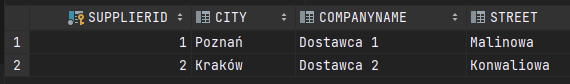 SUPPLIERID CITY COMPANYNAME STREET
1 1 Poznań Dostawca 1 Malinowa
2 2 Kraków Dostawca 2 Konwaliowa